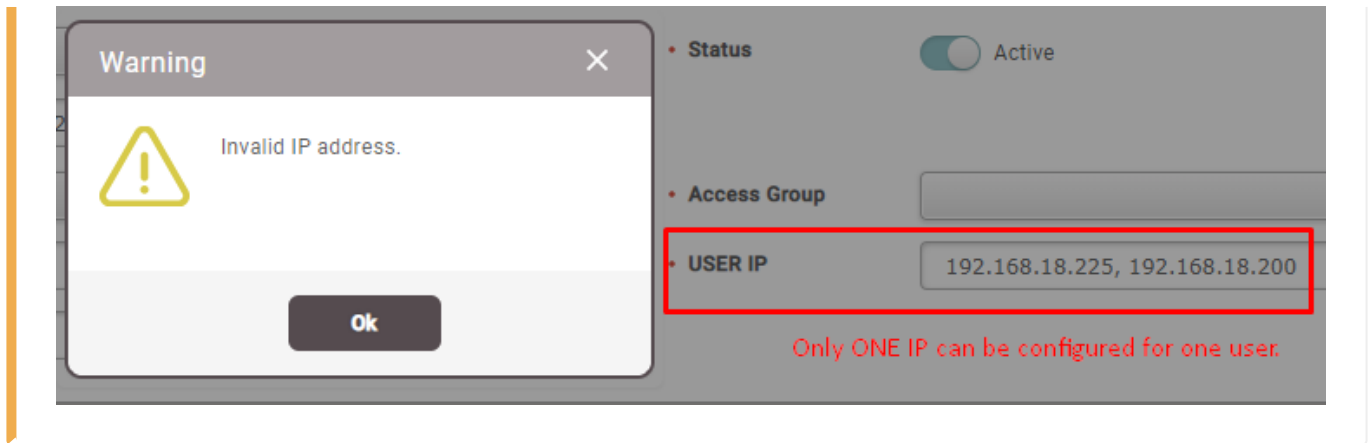 Warning
Invalid IP address.
Ok
2
Status
Active
Access Group
USER IP
192.168.18.225, 192.168.18.200
Only ONE IP can be configured for one user.